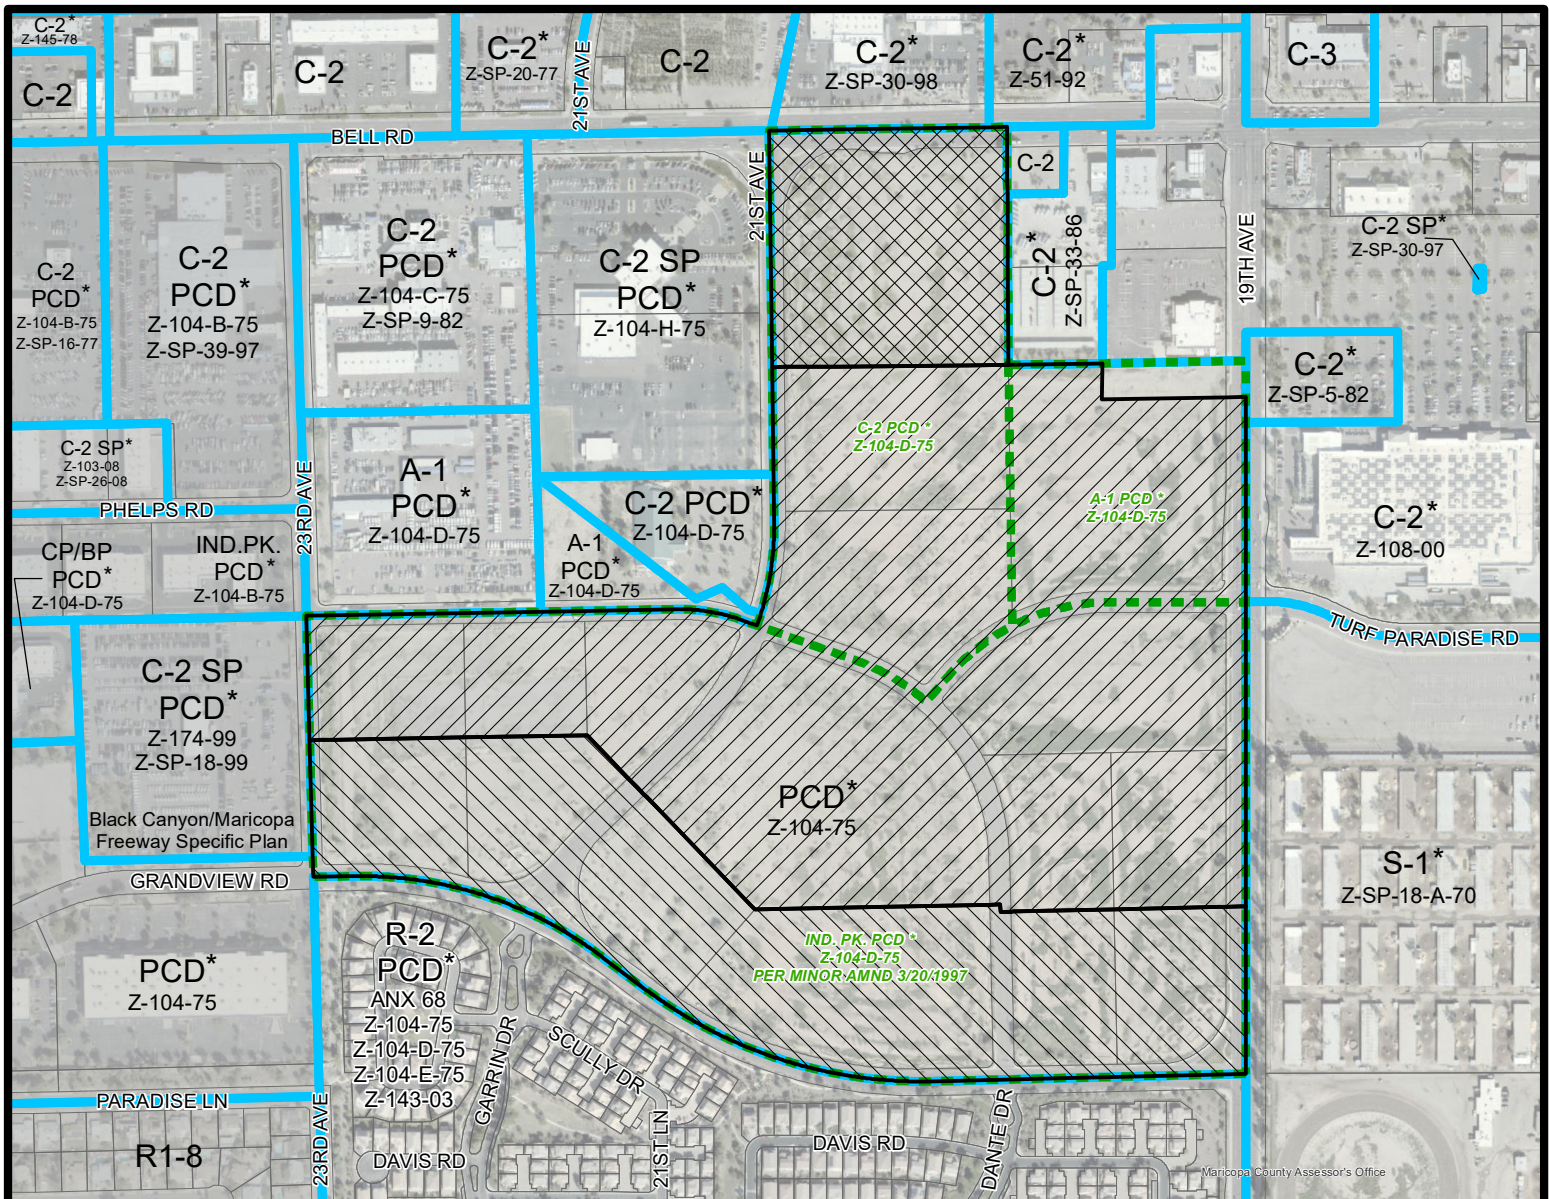 C-2*
Z-145-78
C-2
C-2
C-2*
Z-SP-20-77
21ST AVE
C-2
C-2*
Z-SP-30-98
C-2*
Z-51-92
C-3
BELL RD
21ST AVE
C-2
C-2*
Z-SP-33-86
19TH AVE
C-2 SP*
Z-SP-30-97
C-2
PCD*
Z-104-B-75
Z-SP-16-77
C-2
PCD*
Z-104-B-75
Z-SP-39-97
C-2
PCD*
Z-104-C-75
Z-SP-9-82
C-2 SP
PCD*
Z-104-H-75
C-2*
Z-SP-5-82
C-2 SP*
Z-103-08
Z-SP-26-08
PHELPS RD
23RD AVE
A-1
PCD*
Z-104-D-75
C-2 PCD*
Z-104-D-75
A-1
PCD*
Z-104-D-75
C-2 PCD *
Z-104-D-75
A-1 PCD *
Z-104-D-75
C-2*
Z-108-00
CP/BP
PCD*
Z-104-D-75
IND.PK.
PCD*
Z-104-B-75
TURF PARADISE RD
C-2 SP
PCD*
Z-174-99
Z-SP-18-99
Black Canyon/Maricopa
Freeway Specific Plan
PCD*
Z-104-75
GRANDVIEW RD
S-1*
Z-SP-18-A-70
IND. PK. PCD *
Z-104-D-75
PER MINOR AMND 3/20/1997
PCD*
Z-104-75
R-2
PCD*
ANX 68
Z-104-75
Z-104-D-75
Z-104-E-75
Z-143-03
GARRIN DR
SCULLY DR
PARADISE LN
23RD AVE
R1-8
DAVIS RD
21ST LN
DAVIS RD
DANTE DR
Maricopa County Assessor's Office